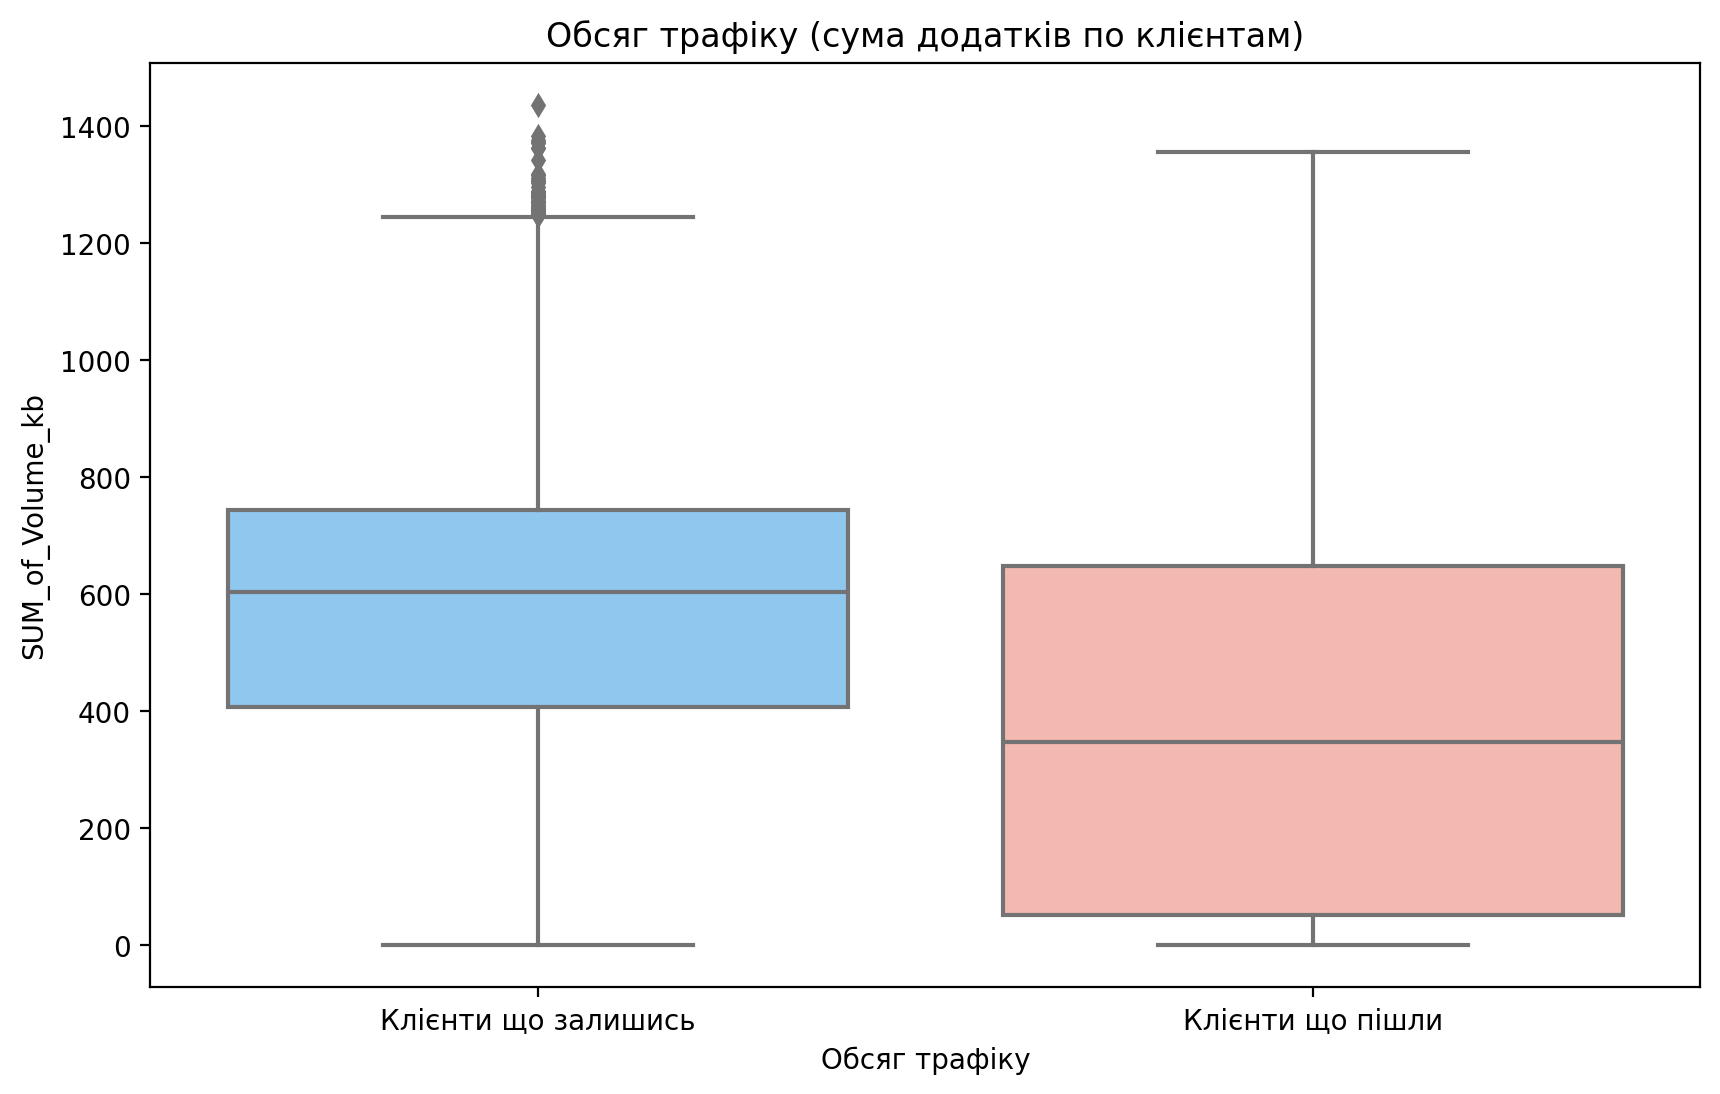 Обсяг трафіку (сума додатків по клієнтам)
SUM_of_Volume_kb
1400
1200
1000
800
600
400
200
0
Клієнти що залишись
Клієнти що пішли
Обсяг трафіку